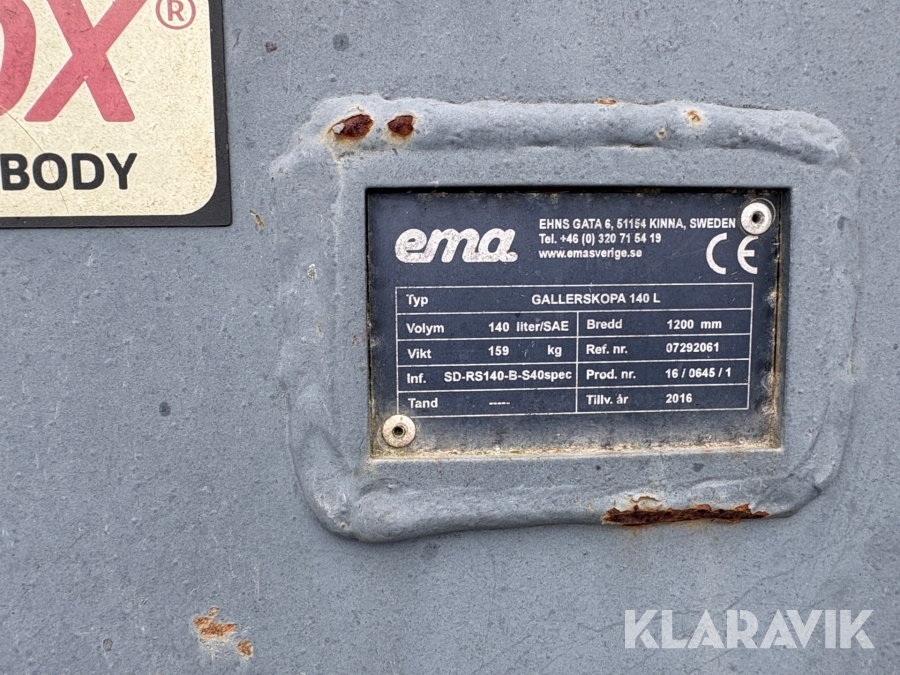 OX®
BODY
ema
EHNS GATA 6, 51154 KINNA, SWEDEN
Tel. +46 (0) 320 71 54 19
www.emasverige.se
CE
Typ GALLERSKOPA 140 L
Volym 140 liter/SAE Bredd 1200 mm
Vikt 159 kg Ref. nr. 07292061
Inf. SD-RS140-B-S40spec Prod. nr. 16 / 0645 / 1
Tand ----- Tillv. år 2016
KLARAVIK